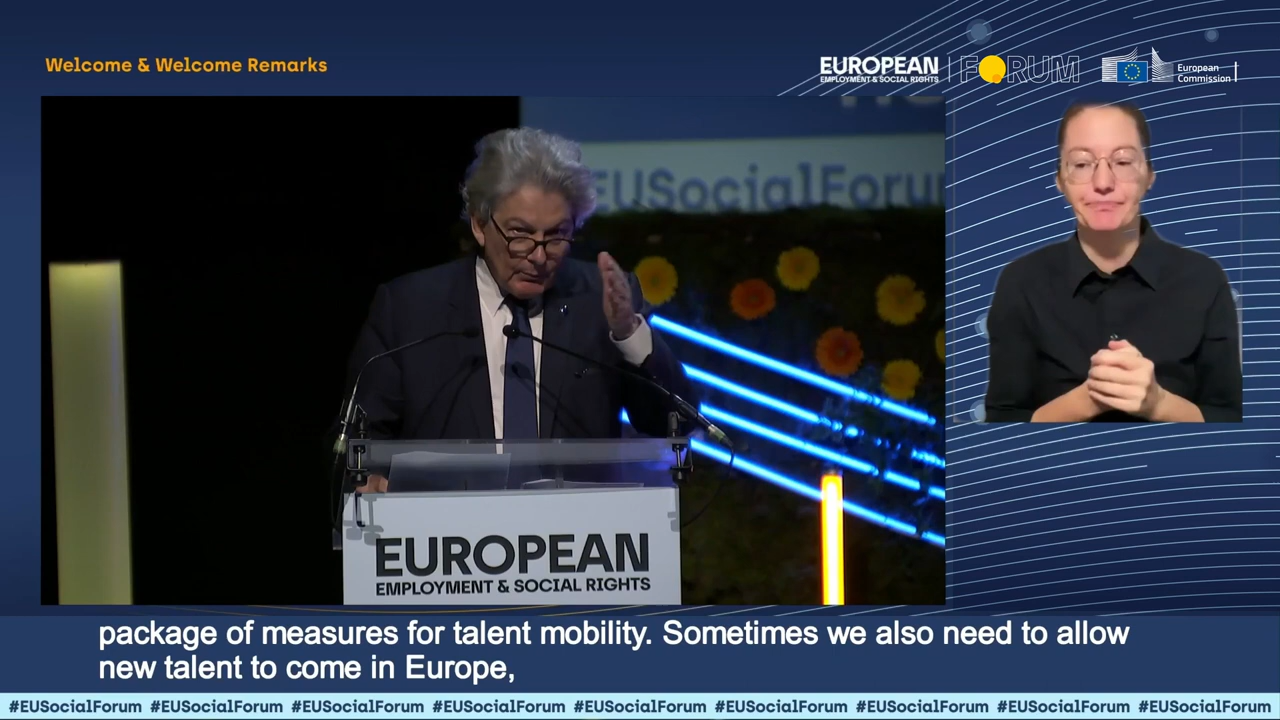 Welcome & Welcome Remarks
EUROPEAN
EMPLOYMENT & SOCIAL RIGHTS
FORUM
European
Commission
#EUSocialForum
EUROPEAN
EMPLOYMENT & SOCIAL RIGHTS
package of measures for talent mobility. Sometimes we also need to allow
new talent to come in Europe,
#EUSocialForum #EUSocialForum #EUSocialForum #EUSocialForum #EUSocialForum #EUSocialForum #EUSocialForum #EUSocialForum #EUSocialForum